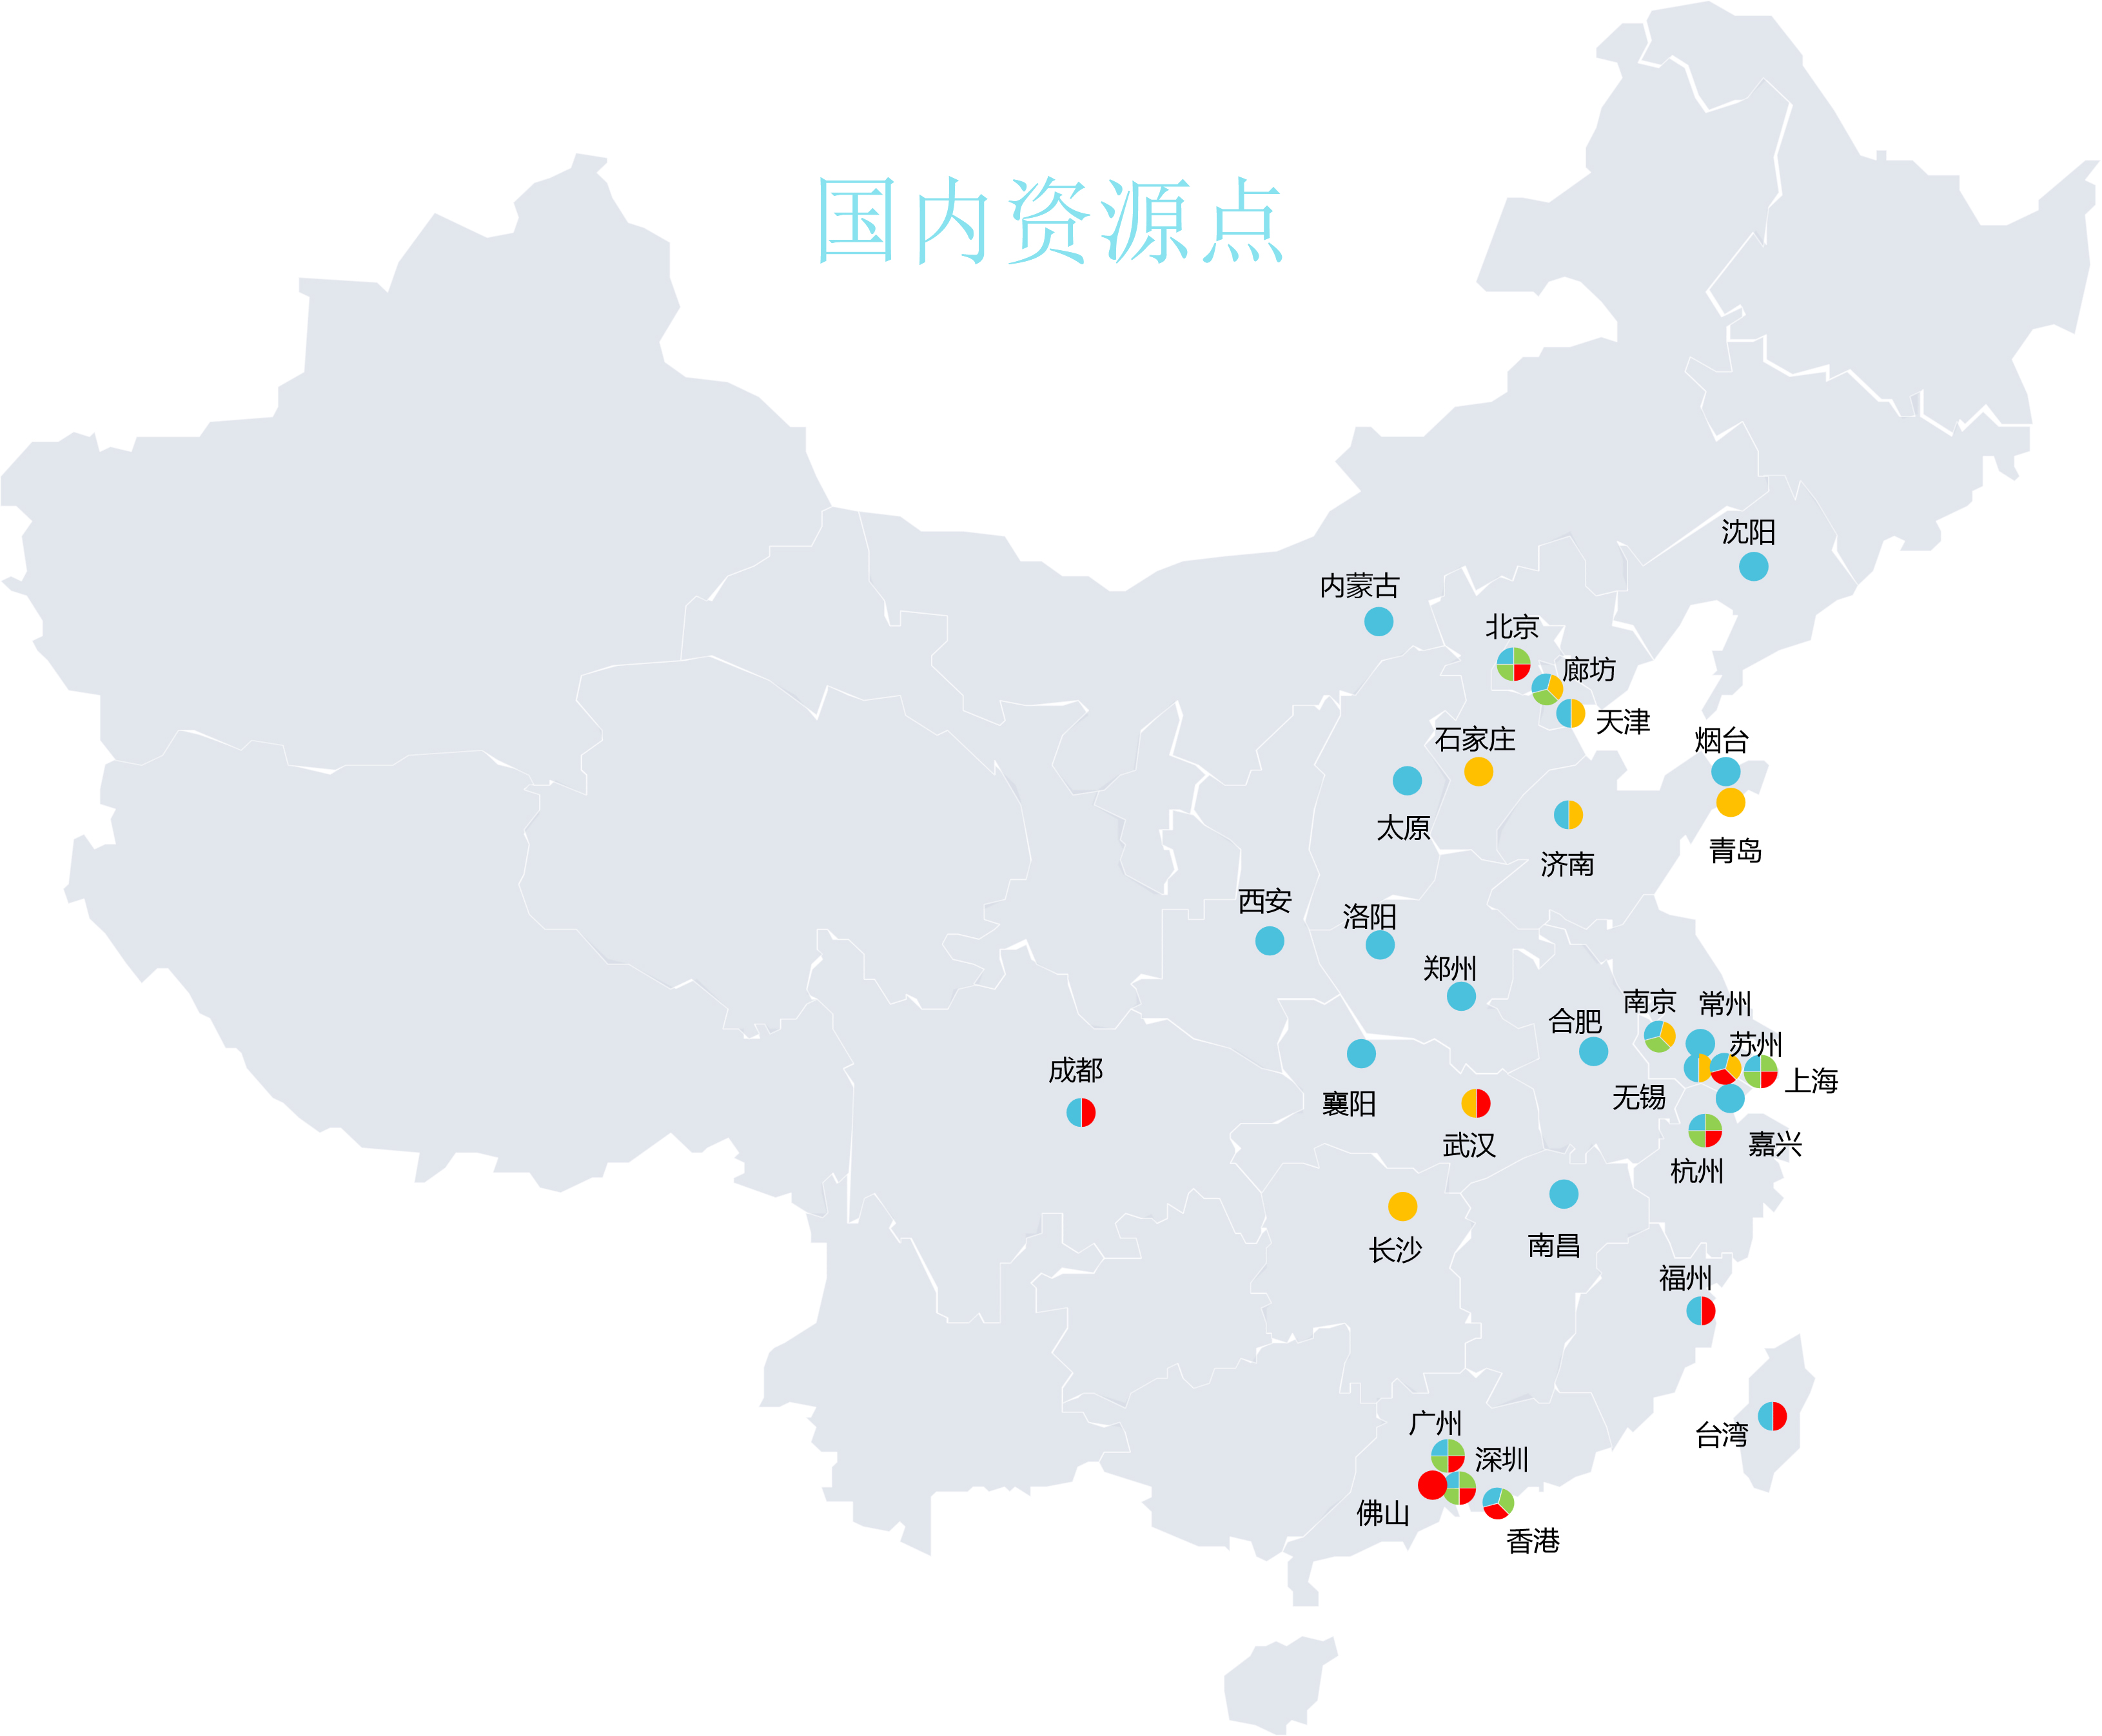 国内资源点
沈阳
内蒙古
北京
廊坊
天津
石家庄
烟台
太原
青岛
济南
西安
洛阳
郑州
南京
常州
合肥
苏州
成都
上海
无锡
襄阳
武汉
嘉兴
杭州
南昌
长沙
福州
广州
台湾
深圳
佛山
香港